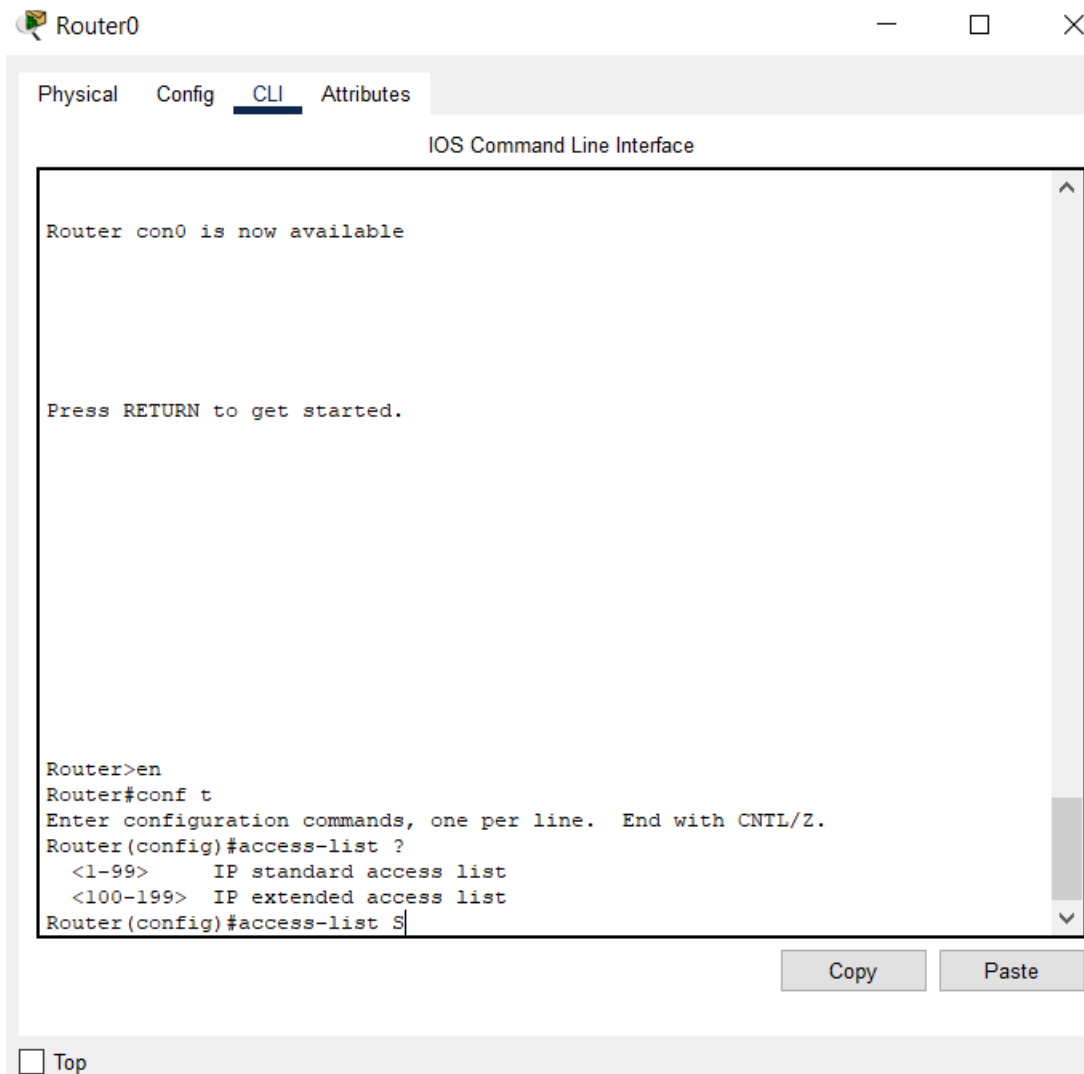 Router0
Physical Config CLI Attributes
IOS Command Line Interface
Router con0 is now available
Press RETURN to get started.
Router>en
Router#conf t
Enter configuration commands, one per line.  End with CNTL/Z.
Router(config)#access-list ?
  <1-99>     IP standard access list
  <100-199>  IP extended access list
Router(config)#access-list S
Copy Paste
Top